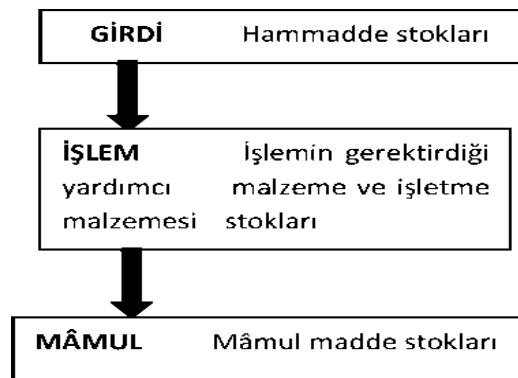 GİRDİ Hammadde stokları
İŞLEM İşlemin gerektirdiği
yardımcı malzeme ve işletme
malzemesi stokları
MÂMUL Mâmul madde stokları